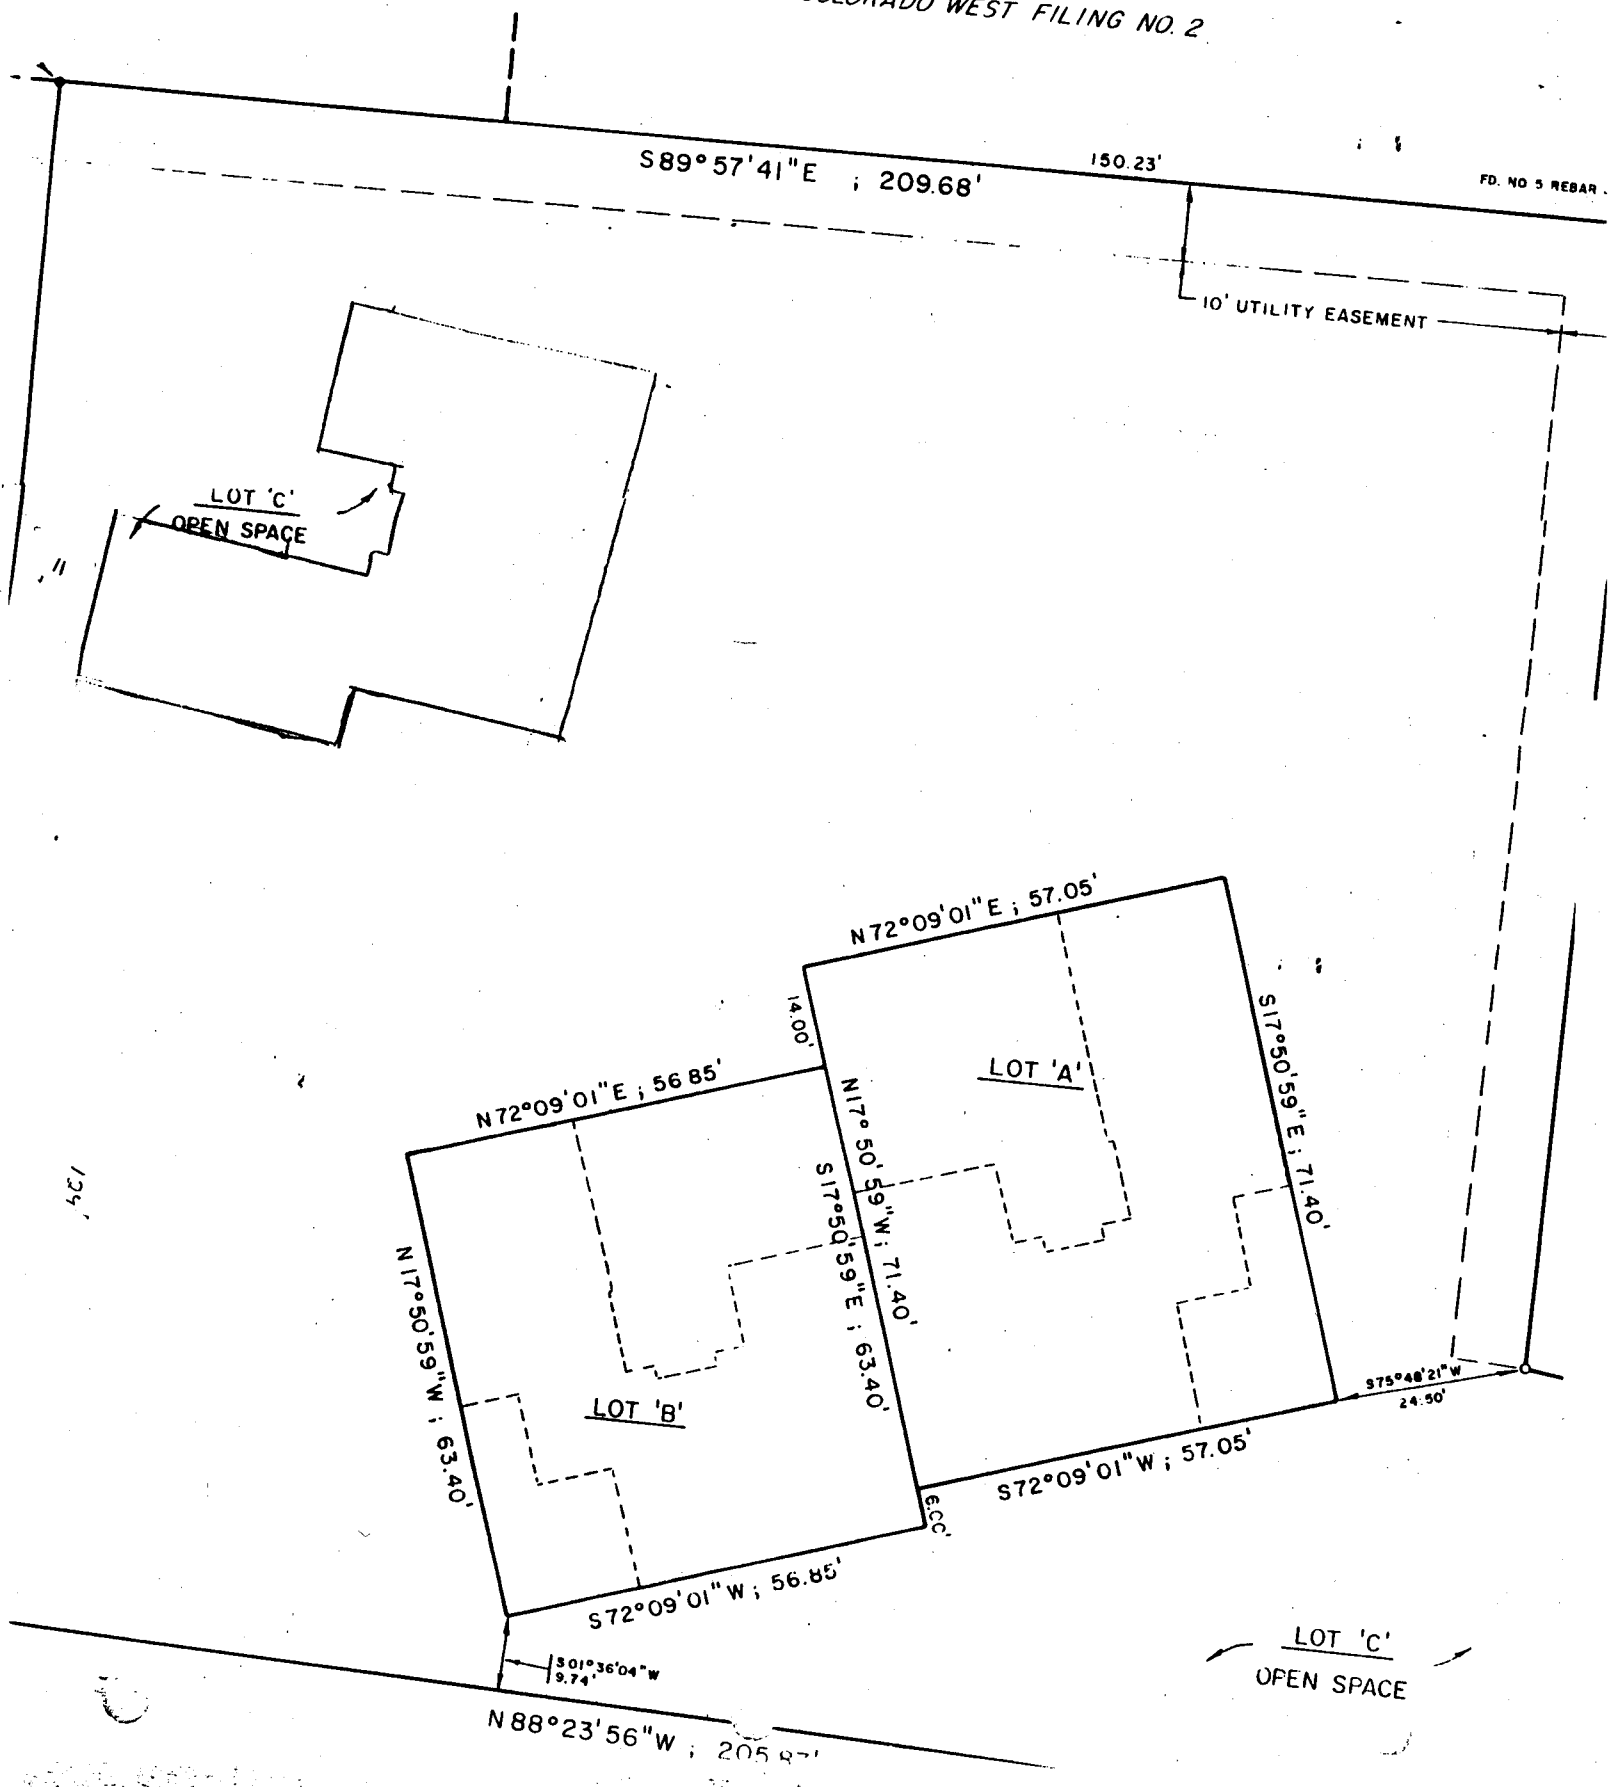 WEST FILING NO. 2
S89°57'41"E ; 209.68'
150.23'
FD. NO 5 REBAR
10' UTILITY EASEMENT
LOT 'C'
OPEN SPACE
N72°09'01"E ; 57.05'
14.00'
LOT 'A'
S17°50'59"E ; 71.40'
N72°09'01"E ; 56 85'
N17°50'59"W ; 71.40'
S17°50'59"E ; 63.40'
N17°50'59"W ; 63.40'
LOT 'B'
S75°48'21"W
24.50'
S72°09'01"W ; 57.05'
S72°09'01"W ; 56.85'
S01°36'04"W
9.74'
LOT 'C'
OPEN SPACE
N88°23'56"W ;